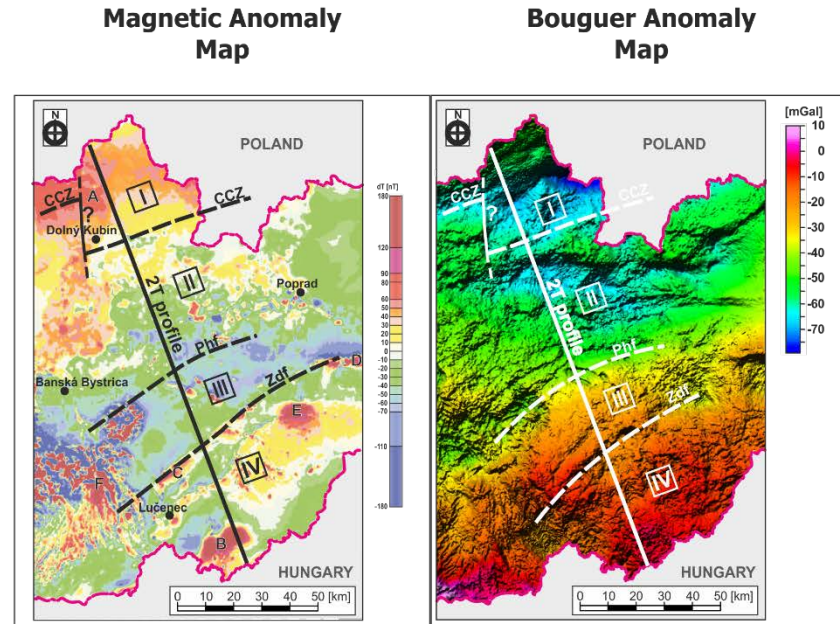 Magnetic Anomaly
Map
N
POLAND
CCZ
A
?
I
CCZ
Dolný Kubín
II
Poprad
2T profile
Phf
Zdf
D
Banská Bystrica
III
E
C
IV
F
Lučenec
B
HUNGARY
0 10 20 30 40 50 [km]
dT [nT]
180
120
90
70
60
50
40
30
20
10
0
-10
-20
-30
-40
-50
-60
-70
-110
-180
Bouguer Anomaly
Map
N
POLAND
CCZ
?
I
CCZ
II
2T profile
Phf
III
Zdf
IV
HUNGARY
0 10 20 30 40 50 [km]
[mGal]
10
0
-10
-20
-30
-40
-50
-60
-70